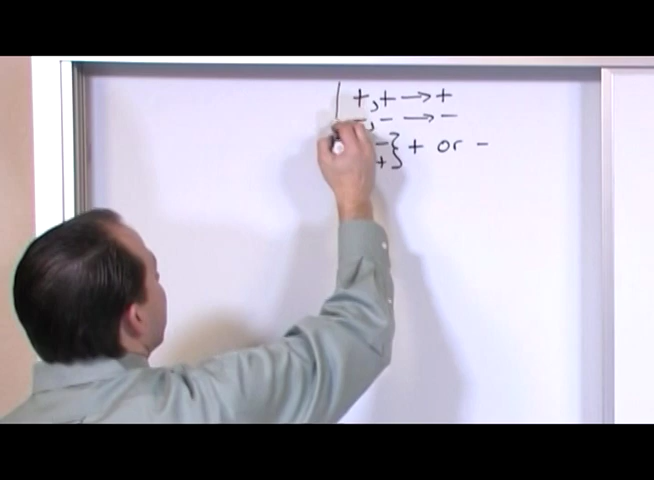 +,+ → +
-,- → -
-} + or -
+